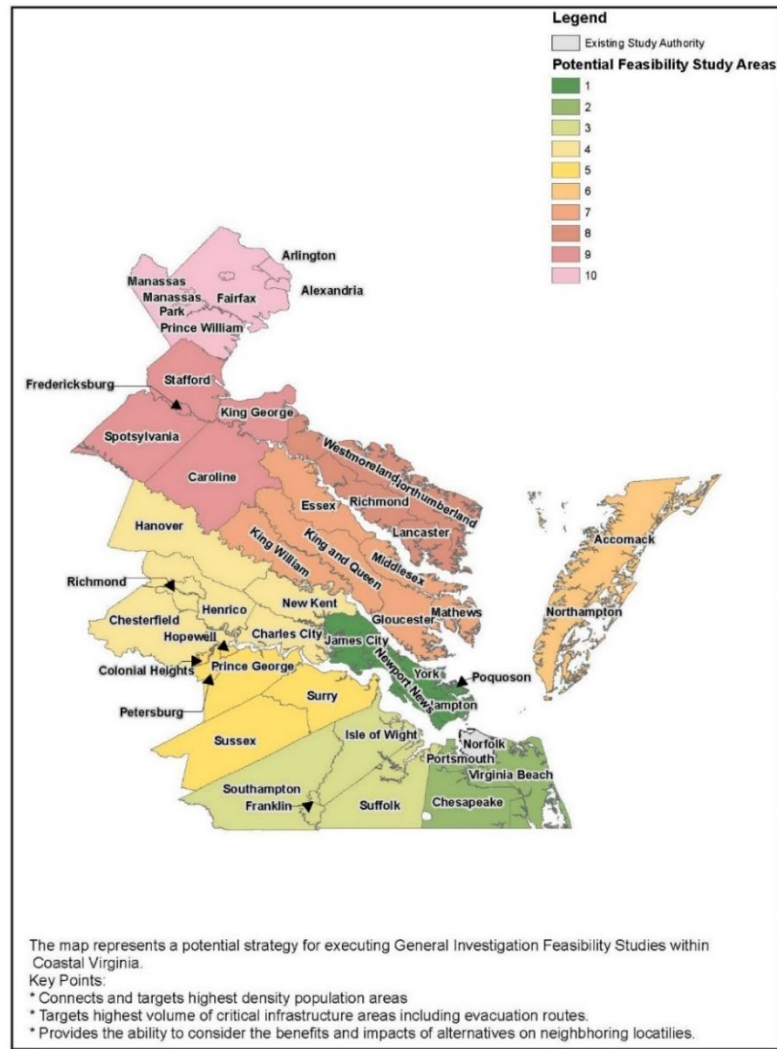 Legend
Existing Study Authority
Potential Feasibility Study Areas
1
2
3
4
5
6
7
8
9
10
Arlington
Manassas
Alexandria
Manassas
Park
Fairfax
Prince William
Stafford
Fredericksburg
King George
Spotsylvania
Westmoreland
Northumberland
Caroline
Richmond
Essex
Lancaster
Accomack
Hanover
King William
King and Queen
Middlesex
Richmond
Northampton
Henrico
New Kent
Mathews
Chesterfield
Gloucester
Hopewell
Charles City
James City
Colonial Heights
Prince George
Newport News
York
Poquoson
Petersburg
Surry
ampton
Isle of Wight
Norfolk
Sussex
Portsmouth
Virginia Beach
Southampton
Franklin
Suffolk
Chesapeake
The map represents a potential strategy for executing General Investigation Feasibility Studies within
Coastal Virginia.
Key Points:
* Connects and targets highest density population areas
* Targets highest volume of critical infrastructure areas including evacuation routes.
* Provides the ability to consider the benefits and impacts of alternatives on neighbhoring locatilies.